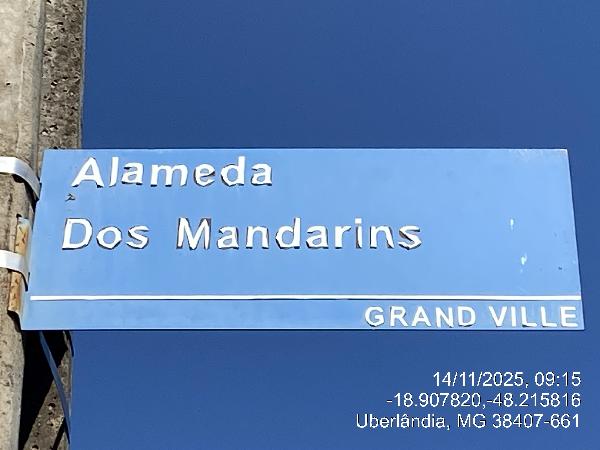 Alameda
Dos Mandarins
GRAND VILLE
14/11/2025, 09:15
-18.907820,-48.215816
Uberlândia, MG 38407-661